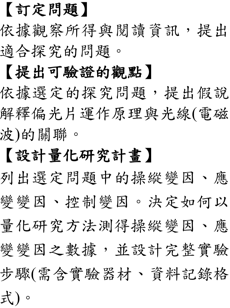 【訂定問題】
依據觀察所得與閱讀資訊，提出
適合探究的問題。
【提出可驗證的觀點】
依據選定的探究問題，提出假說
解釋偏光片運作原理與光線(電磁
波)的關聯。
【設計量化研究計畫】
列出選定問題中的操縱變因、應
變變因、控制變因。決定如何以
量化研究方法測得操縱變因、應
變變因之數據，並設計完整實驗
步驟(需含實驗器材、資料記錄格
式)。